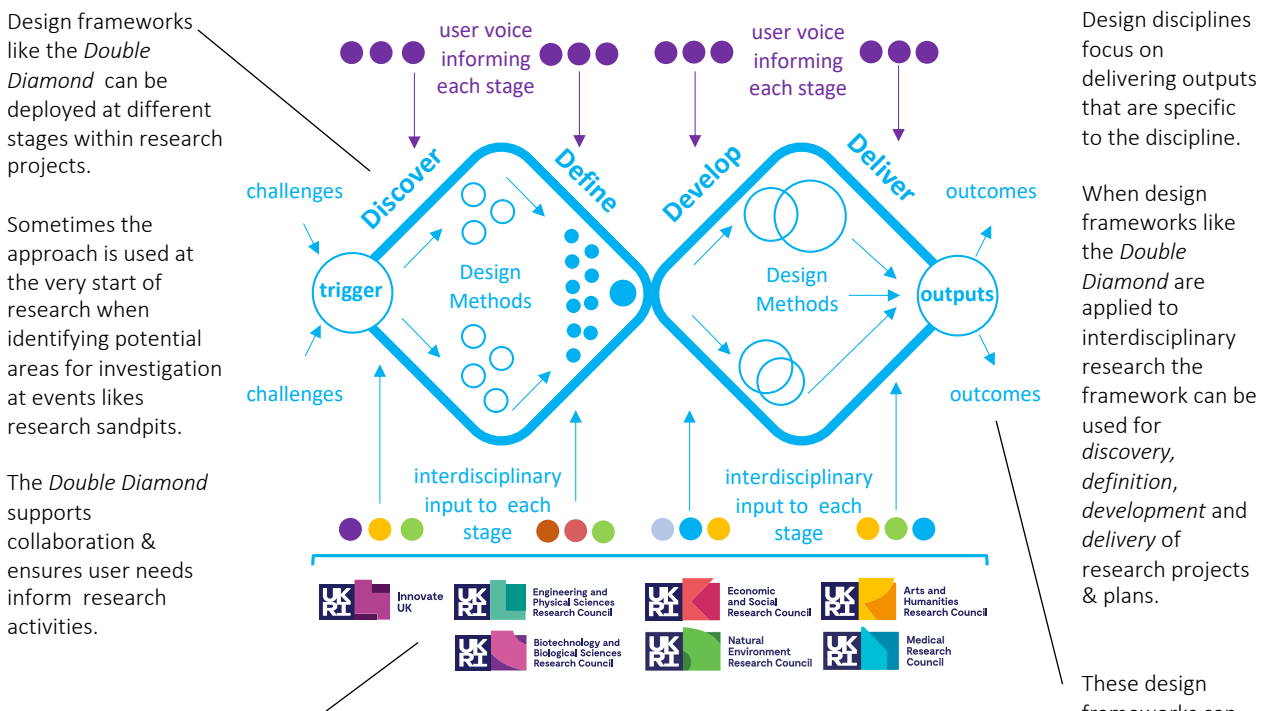 Design frameworks
like the Double
Diamond can be
deployed at different
stages within research
projects.
Sometimes the
approach is used at
the very start of
research when
identifying potential
areas for investigation
at events likes
research sandpits.
The Double Diamond
supports
collaboration &
ensures user needs
inform research
activities.
user voice
informing
each stage
user voice
informing
each stage
Discover
Define
Develop
Deliver
challenges
challenges
trigger
Design
Methods
Design
Methods
outputs
outcomes
outcomes
interdisciplinary
input to each
stage
interdisciplinary
input to each
stage
UK
RI
Innovate
UK
UK
RI
Engineering and
Physical Sciences
Research Council
UK
RI
Economic
and Social
Research Council
UK
RI
Arts and
Humanities
Research Council
UK
RI
Biotechnology and
Biological Sciences
Research Council
UK
RI
Natural
Environment
Research Council
UK
RI
Medical
Research
Council
Design disciplines
focus on
delivering outputs
that are specific
to the discipline.
When design
frameworks like
the Double
Diamond are
applied to
interdisciplinary
research the
framework can be
used for
discovery,
definition,
development and
delivery of
research projects
& plans.
These design
frameworks can